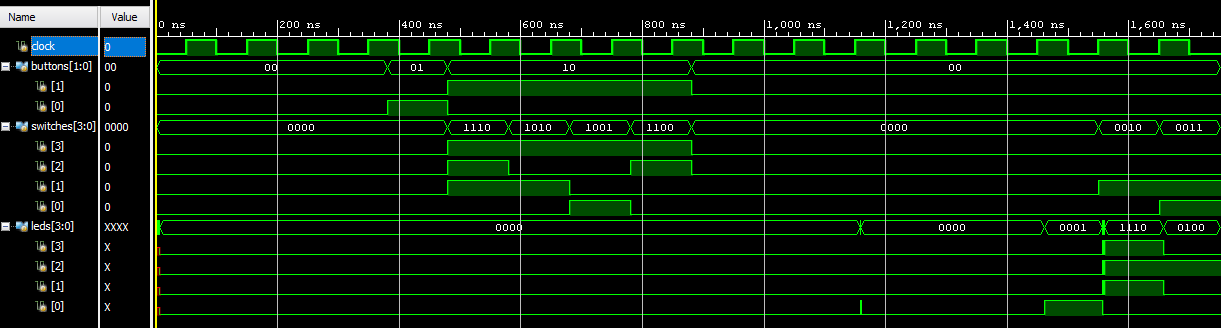 Name Value 0 ns 200 ns 400 ns 600 ns 800 ns 1,000 ns 1,200 ns 1,400 ns 1,600 ns
clock 0
buttons[1:0] 00 00 01 10 00
[1] 0
[0] 0
switches[3:0] 0000 0000 1110 1010 1001 1100 0000 0010 0011
[3] 0
[2] 0
[1] 0
[0] 0
leds[3:0] XXXX 0000 0000 0001 1110 0100
[3] X
[2] X
[1] X
[0] X